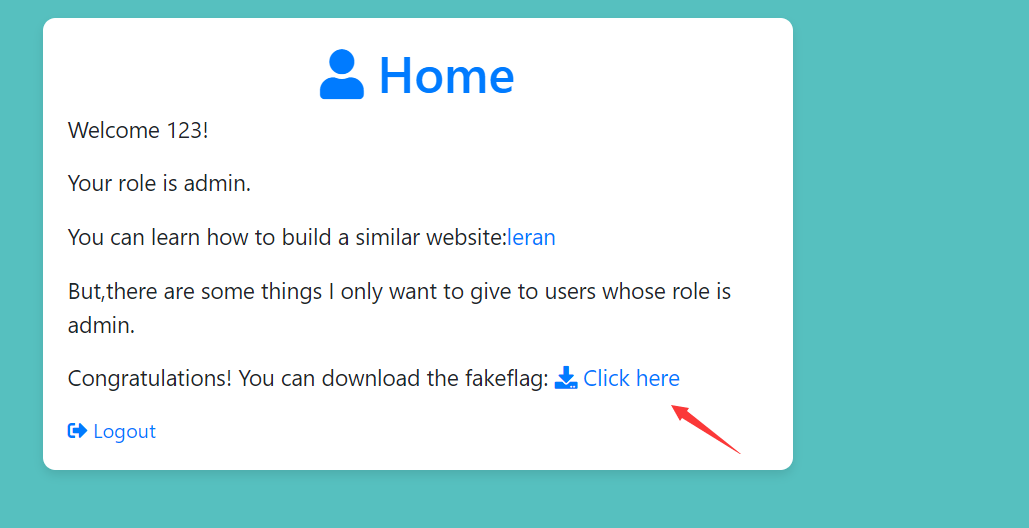 Home
Welcome 123!
Your role is admin.
You can learn how to build a similar website:leran
But,there are some things I only want to give to users whose role is
admin.
Congratulations! You can download the fakeflag: Click here
Logout